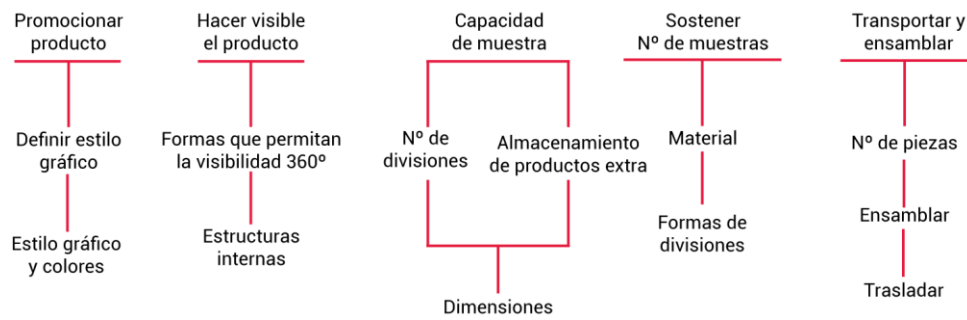 Promocionar
producto
Hacer visible
el producto
Capacidad
de muestra
Sostener
Nº de muestras
Transportar y
ensamblar
Definir estilo
gráfico
Formas que permitan
la visibilidad 360º
Nº de
divisiones
Almacenamiento
de productos extra
Material
Nº de piezas
Estilo gráfico
y colores
Estructuras
internas
Dimensiones
Formas de
divisiones
Ensamblar
Trasladar